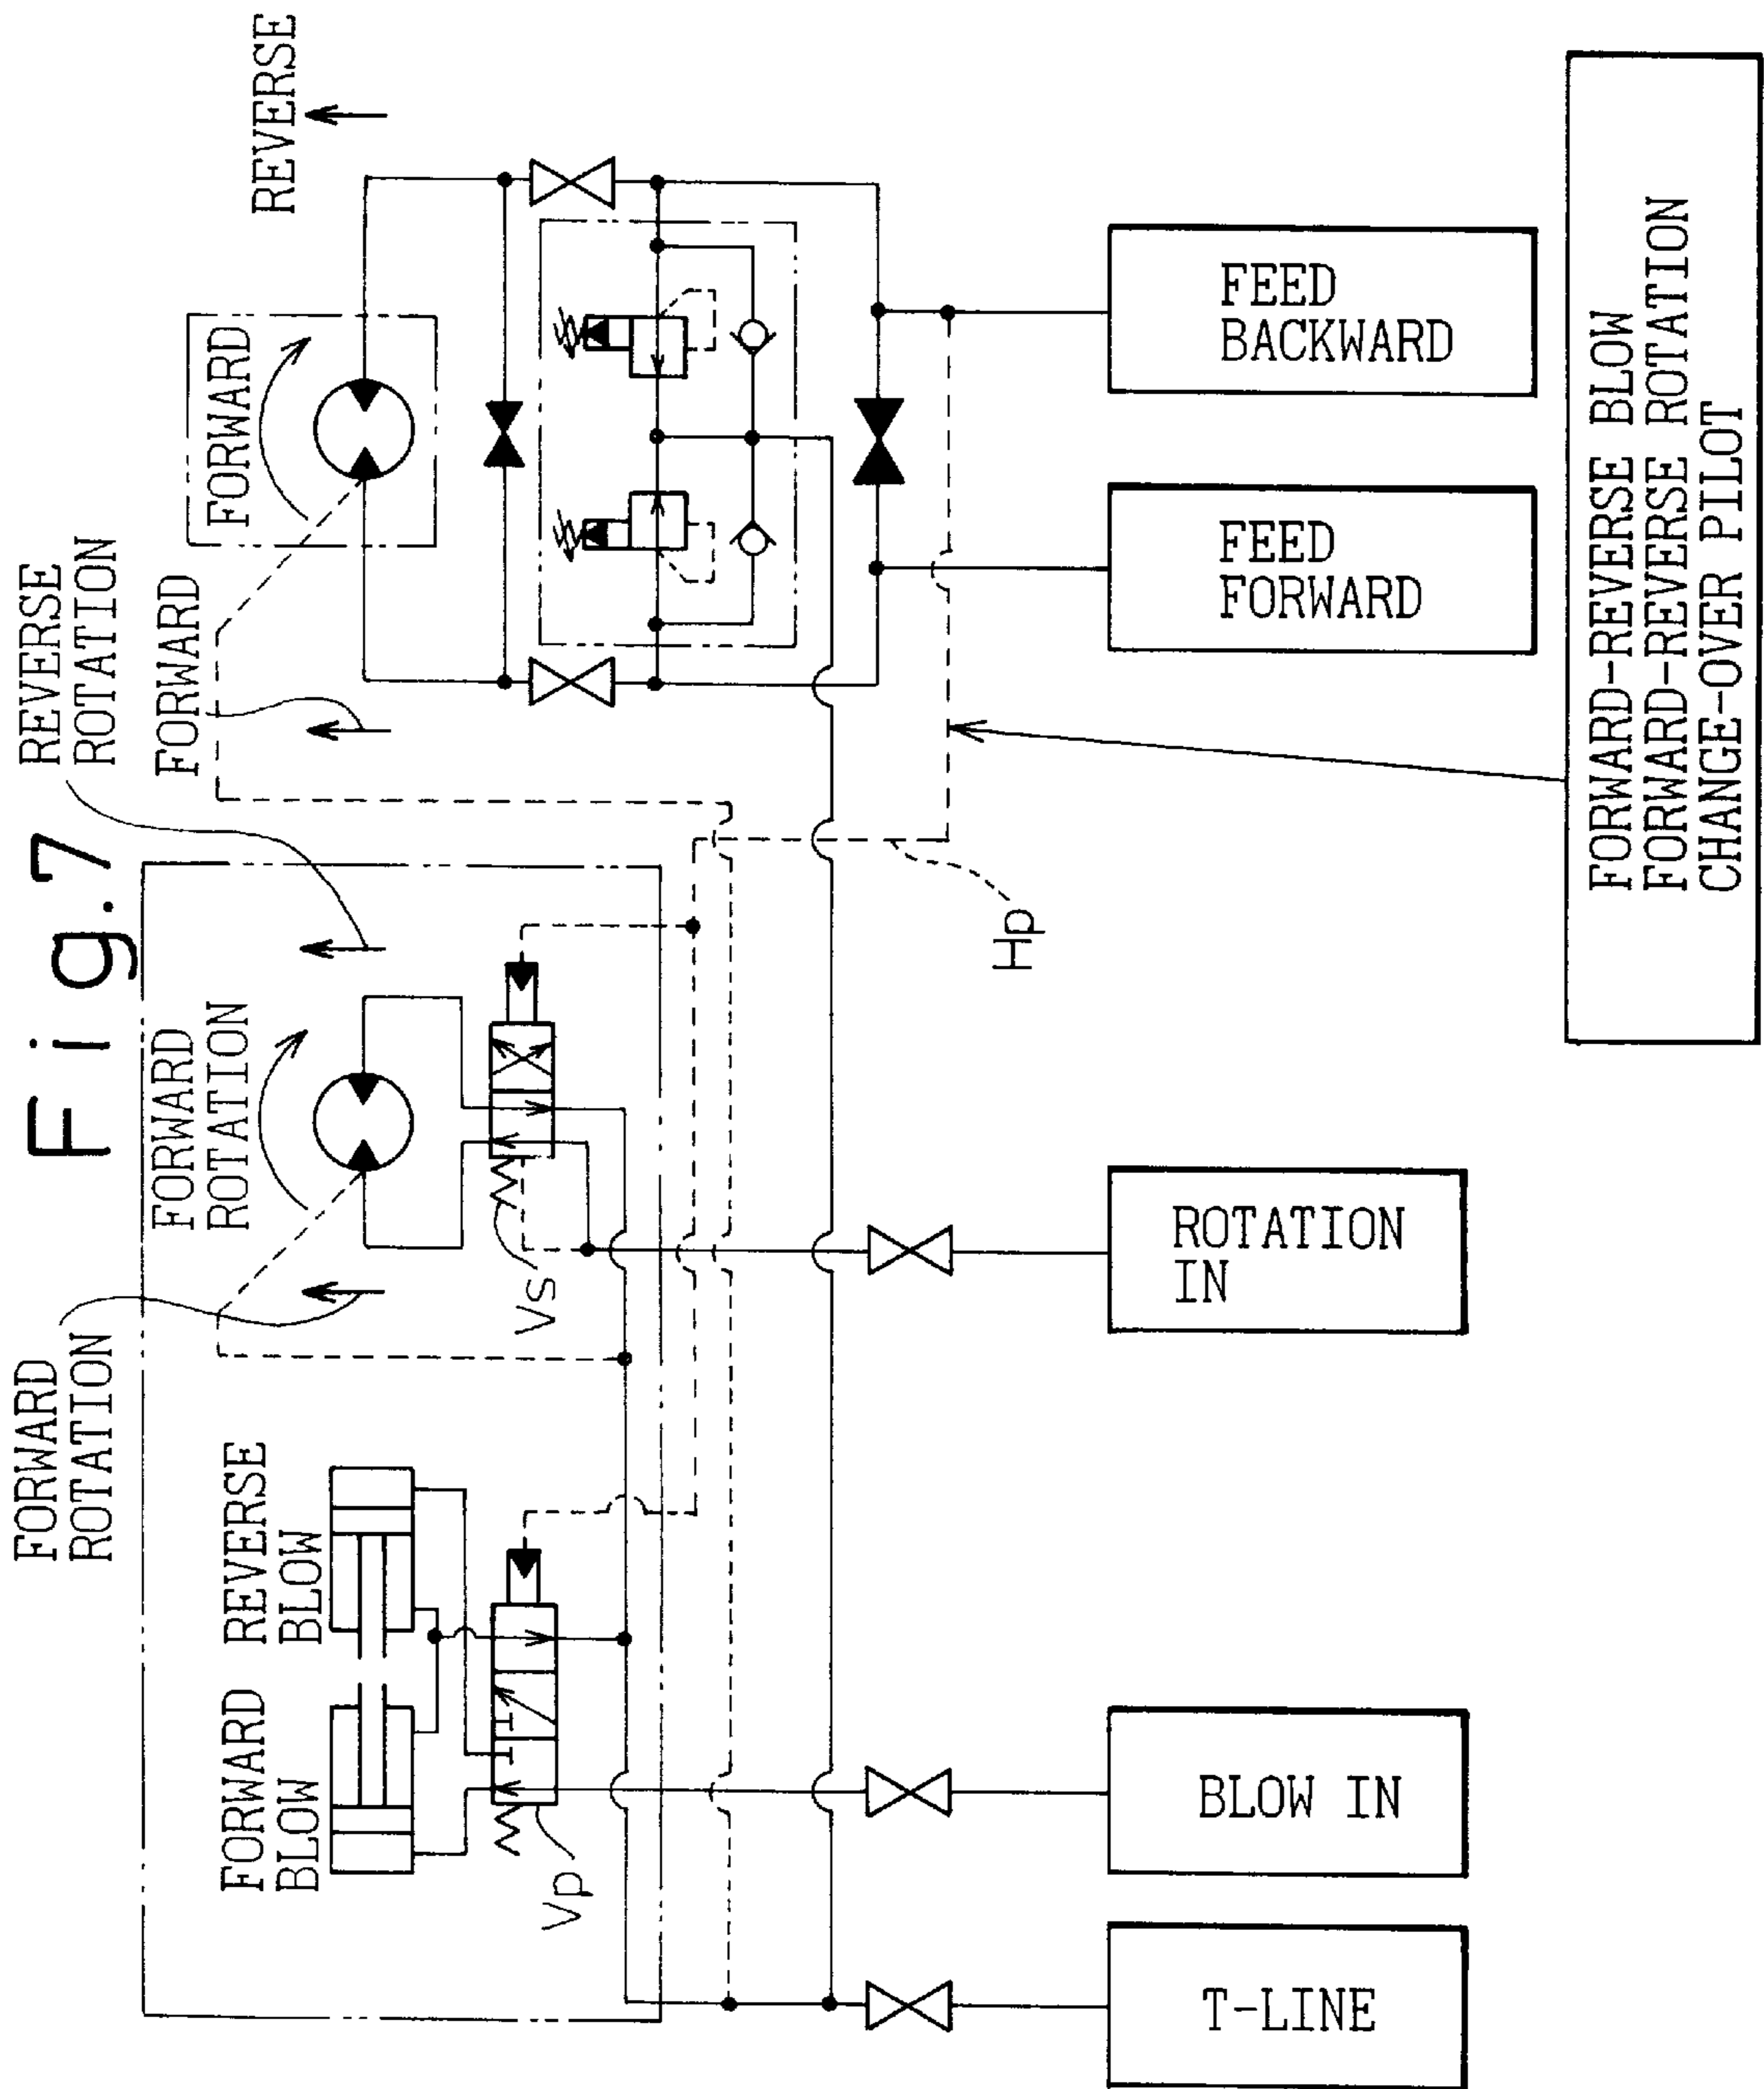 Fig.7
FORWARD
ROTATION
REVERSE
ROTATION
FORWARD
REVERSE
FORWARD
BLOW
REVERSE
BLOW
FORWARD
ROTATION
FORWARD
Vp
Vs
Hp
T-LINE
BLOW IN
ROTATION
IN
FEED
FORWARD
FEED
BACKWARD
FORWARD-REVERSE BLOW
FORWARD-REVERSE ROTATION
CHANGE-OVER PILOT